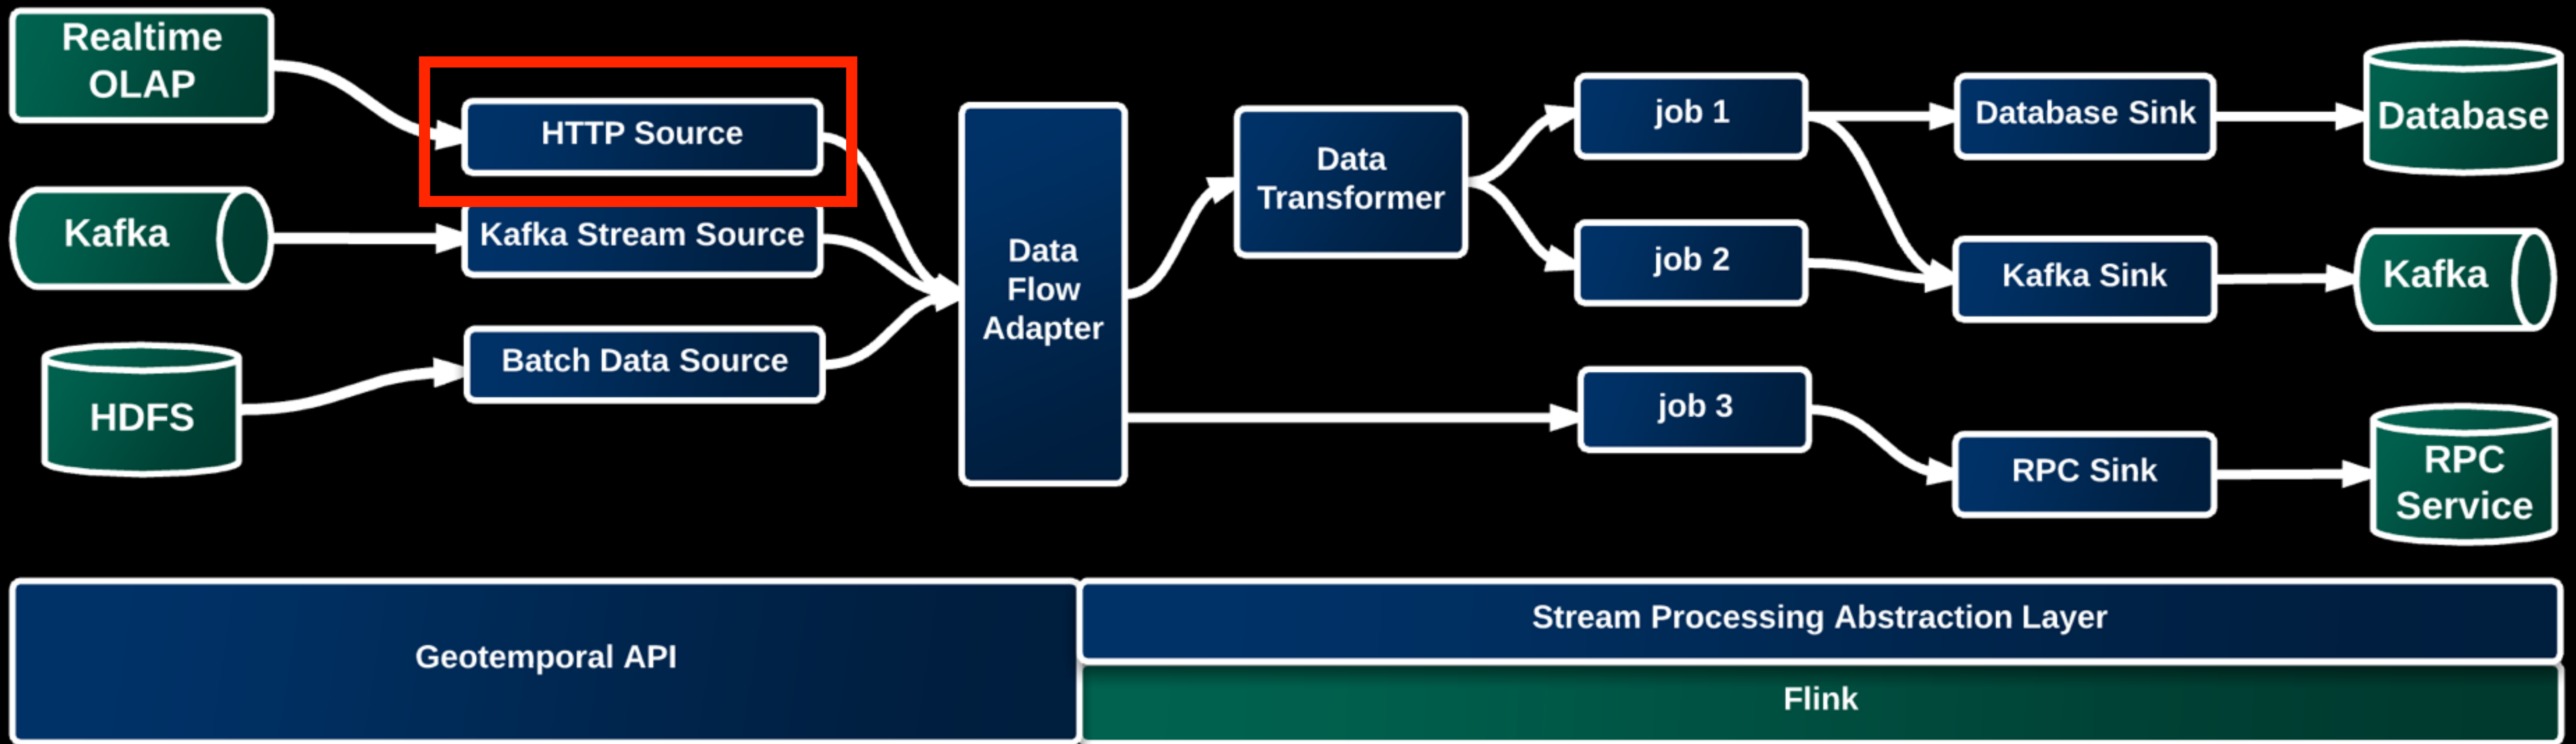 Realtime
OLAP
HTTP Source
Kafka
Kafka Stream Source
HDFS
Batch Data Source
Data
Flow
Adapter
Data
Transformer
job 1
job 2
job 3
Database Sink
Kafka Sink
RPC Sink
Database
Kafka
RPC
Service
Geotemporal API
Stream Processing Abstraction Layer
Flink